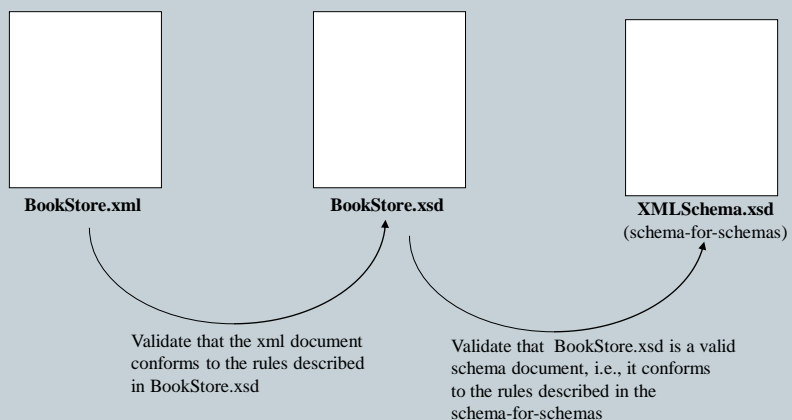 BookStore.xml
BookStore.xsd
XMLSchema.xsd
(schema-for-schemas)
Validate that the xml document
conforms to the rules described
in BookStore.xsd
Validate that BookStore.xsd is a valid
schema document, i.e., it conforms
to the rules described in the
schema-for-schemas